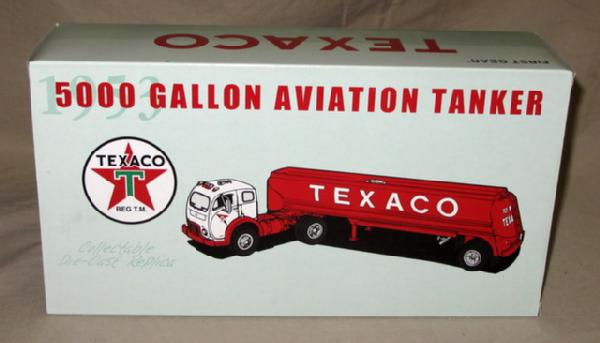 TEXACO
FIRST GEAR
1953
5000 GALLON AVIATION TANKER
TEXACO
T
REG. T.M.
TEXACO
Collectable
Die-Cast Replica